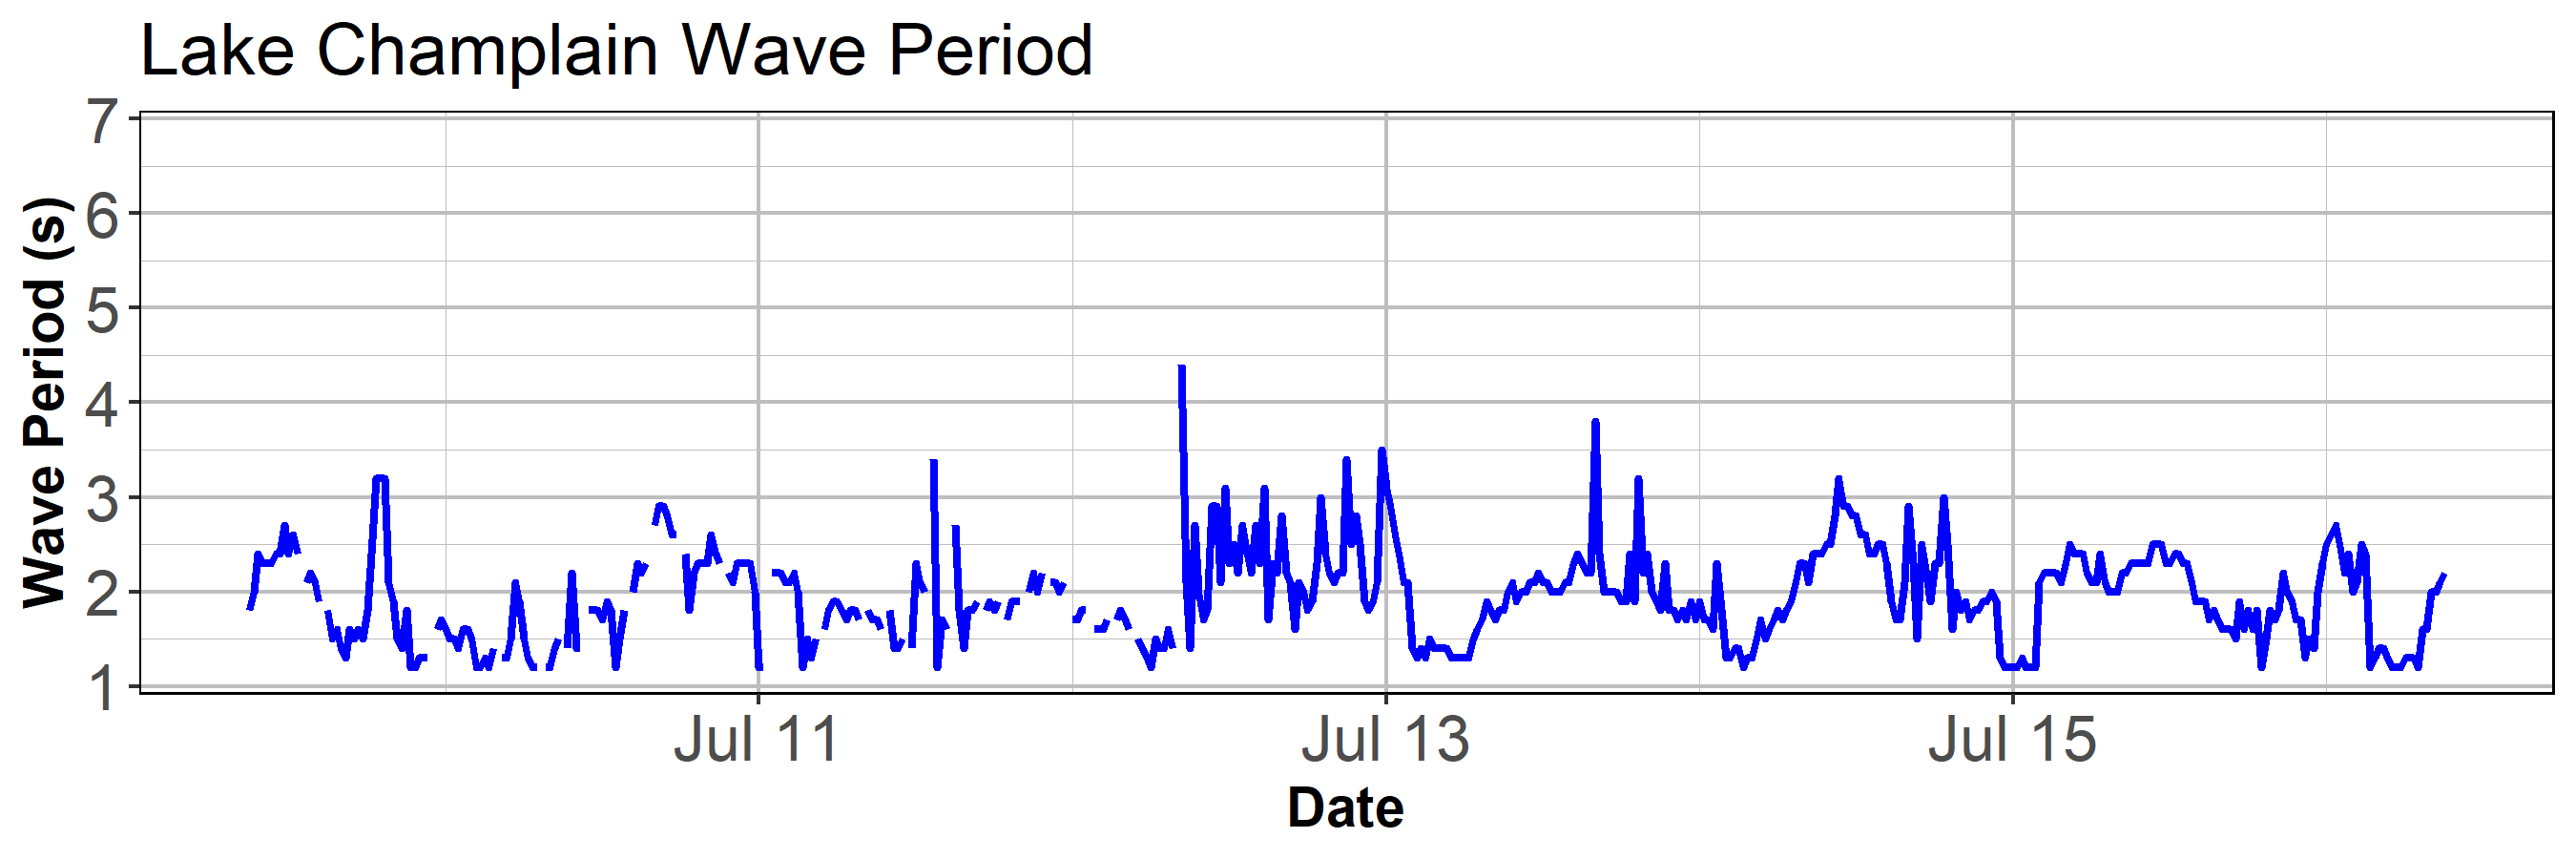 Lake Champlain Wave Period
Wave Period (s)
7
6
5
4
3
2
1
Jul 11
Jul 13
Jul 15
Date